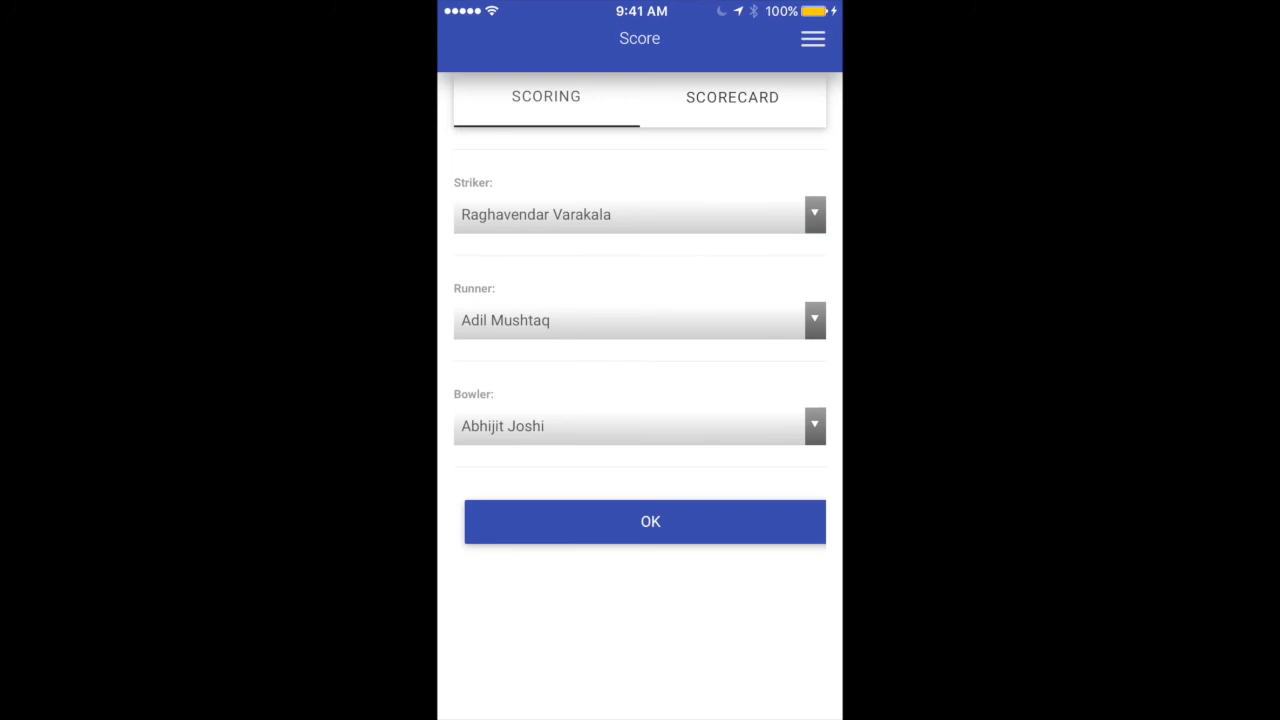 9:41 AM 100%
Score
SCORING SCORECARD
Striker:
Raghavendar Varakala
Runner:
Adil Mushtaq
Bowler:
Abhijit Joshi
OK